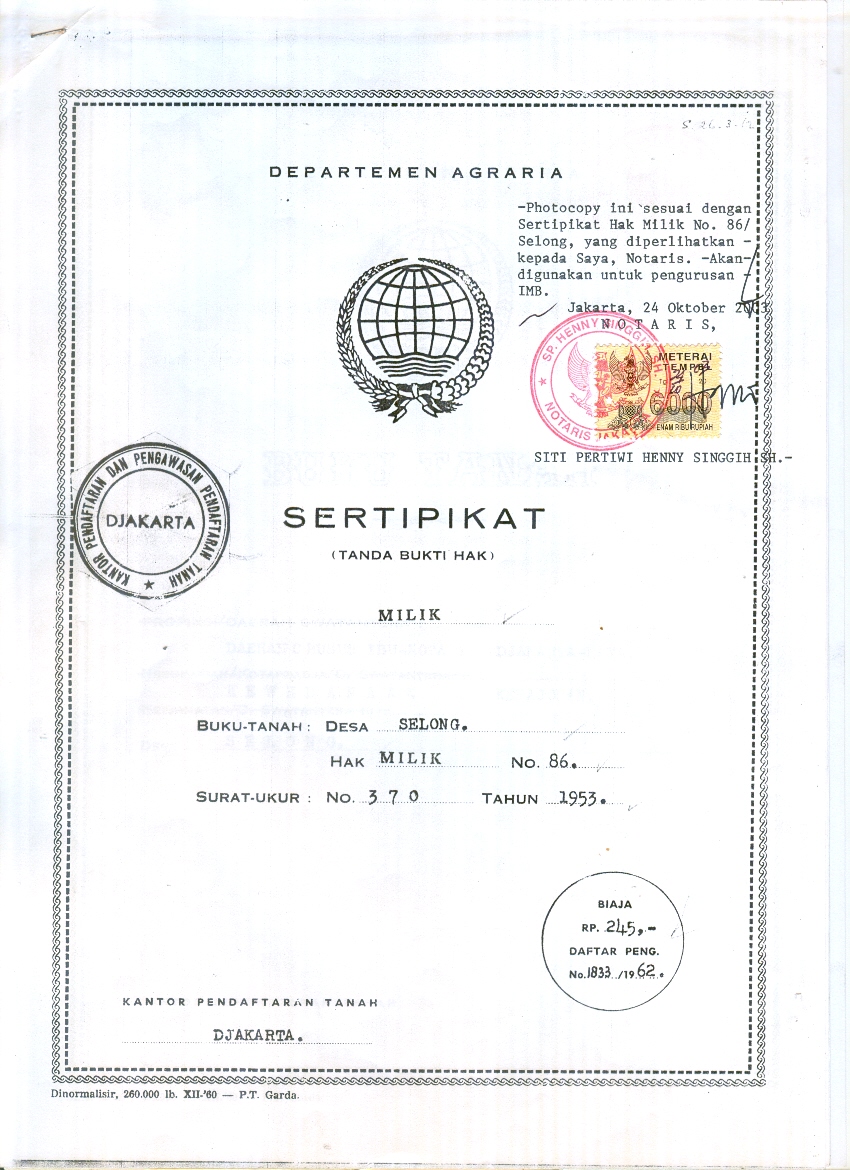 S. 26.3.12
DEPARTEMEN AGRARIA
-Photocopy ini sesuai dengan
Sertipikat Hak Milik No. 86/
Selong, yang diperlihatkan -
kepada Saya, Notaris. -Akan-
digunakan untuk pengurusan -
IMB.
Jakarta, 24 Oktober 2003
N O T A R I S,
SP. HENNY SINGGIH, SH.
NOTARIS JAKARTA
METERAI
TEMPEL
6000
ENAM RIBU RUPIAH
SITI PERTIWI HENNY SINGGIH SH.-
KANTOR PENDAFTARAN DAN PENGAWASAN PENDAFTARAN TANAH
DJAKARTA
SERTIPIKAT
(TANDA BUKTI HAK)
MILIK
BUKU-TANAH : DESA SELONG.
HAK MILIK No. 86.
SURAT-UKUR : No. 3 7 0 TAHUN 1953.
BIAJA
RP. 245,-
DAFTAR PENG.
No. 1833 /1962.
KANTOR PENDAFTARAN TANAH
DJAKARTA.
Dinormalisir, 260.000 lb. XII-'60 — P.T. Garda.